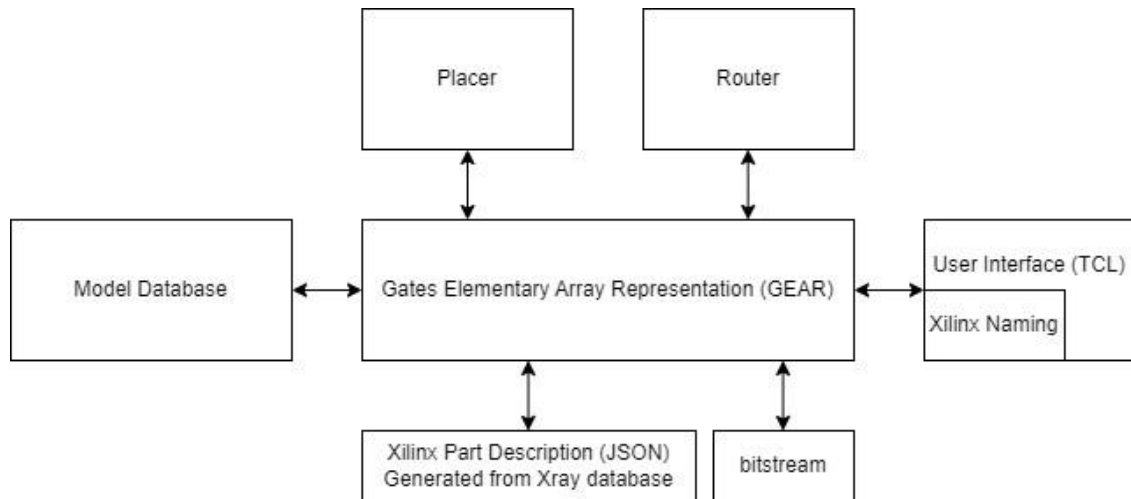 Placer
Router
Model Database
Gates Elementary Array Representation (GEAR)
User Interface (TCL)
Xilinx Naming
Xilinx Part Description (JSON)
Generated from Xray database
bitstream